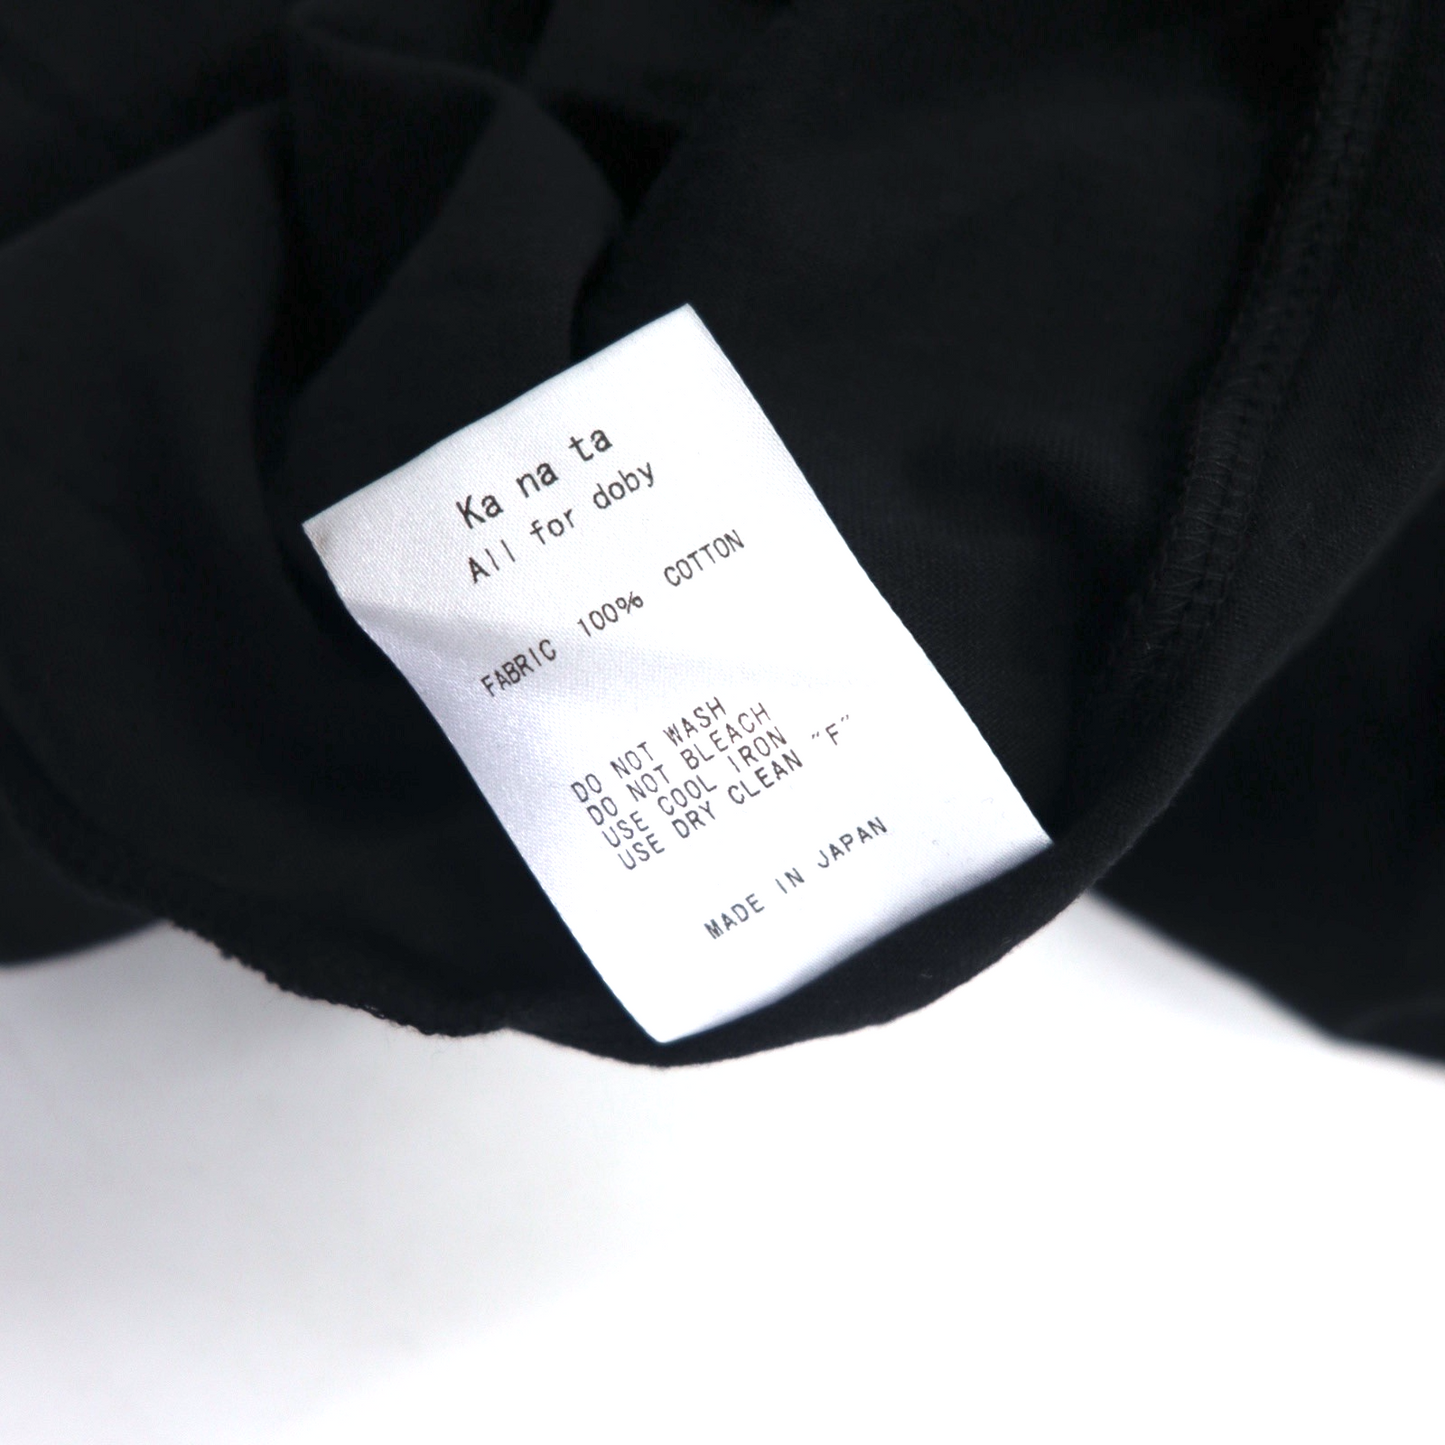 Ka na ta
All for doby
FABRIC 100% COTTON
DO NOT WASH
DO NOT BLEACH
USE COOL IRON
USE DRY CLEAN “F”
MADE IN JAPAN